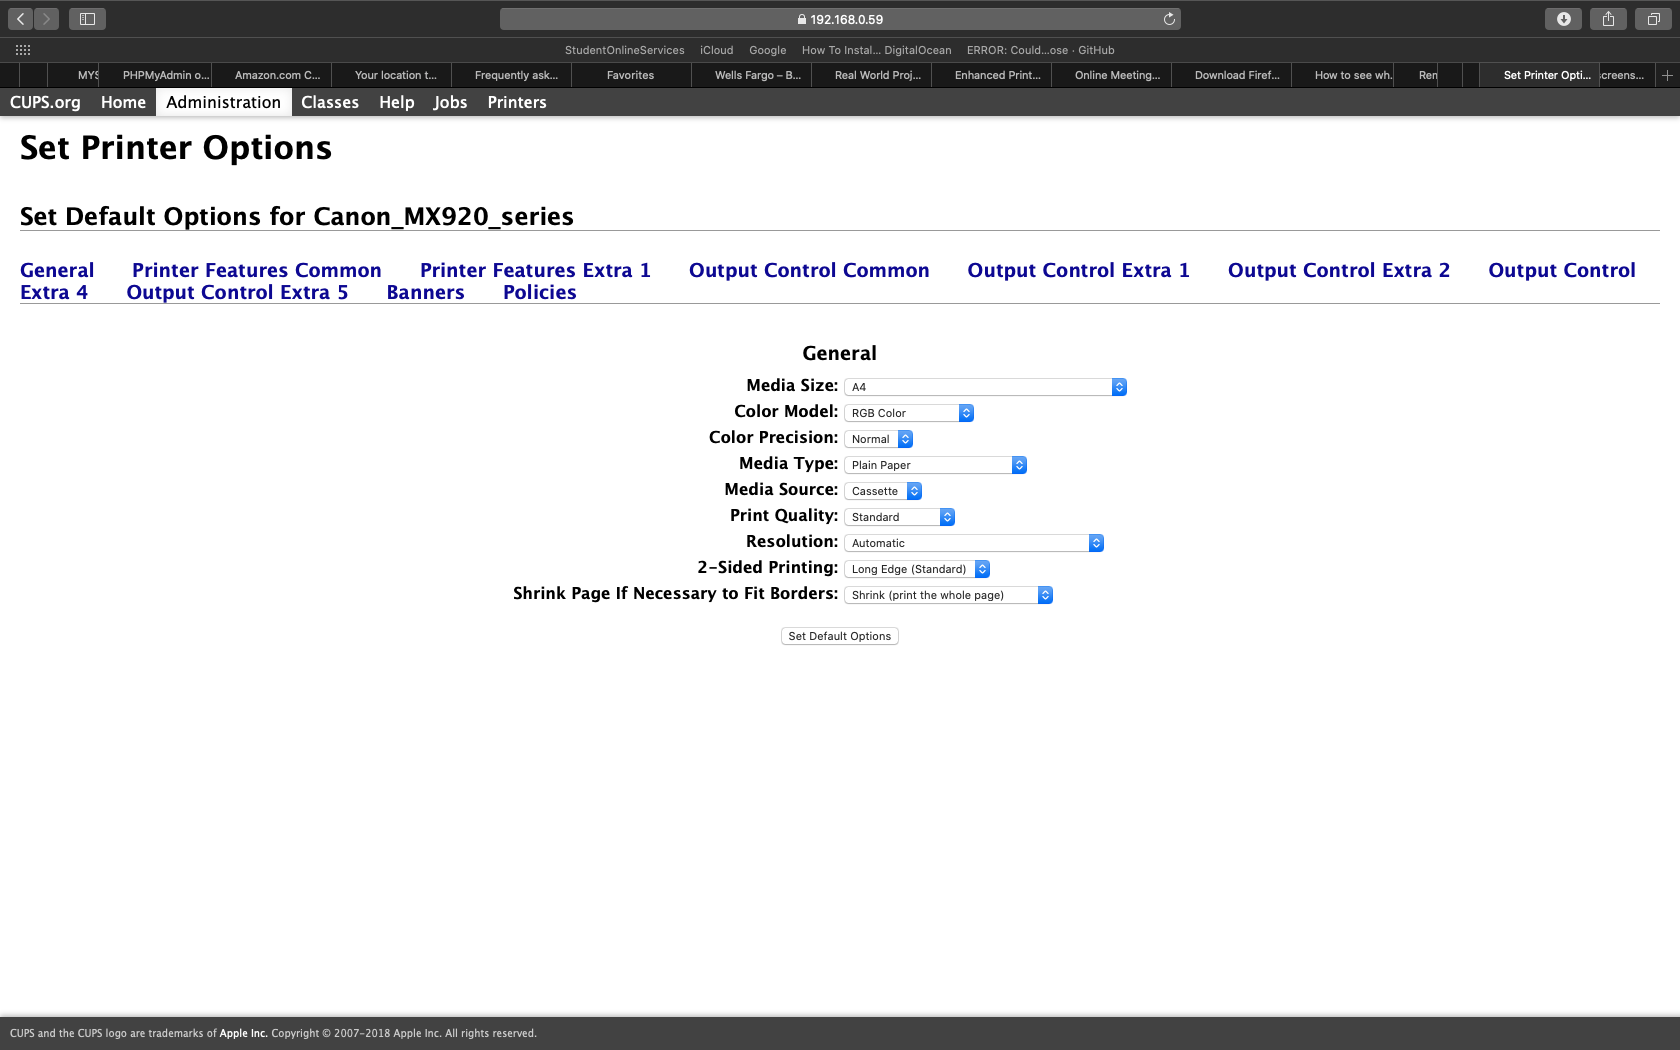 192.168.0.59
StudentOnlineServices iCloud Google How To Instal... DigitalOcean ERROR: Could...ose · GitHub
MYS PHPMyAdmin o... Amazon.com C... Your location t... Frequently ask... Favorites Wells Fargo – B... Real World Proj... Enhanced Print... Online Meeting... Download Firef... How to see wh. Ren Set Printer Opti... creens...
CUPS.org Home Administration Classes Help Jobs Printers
Set Printer Options
Set Default Options for Canon_MX920_series
General Printer Features Common Printer Features Extra 1 Output Control Common Output Control Extra 1 Output Control Extra 2 Output Control
Extra 4 Output Control Extra 5 Banners Policies
General
Media Size: A4
Color Model: RGB Color
Color Precision: Normal
Media Type: Plain Paper
Media Source: Cassette
Print Quality: Standard
Resolution: Automatic
2-Sided Printing: Long Edge (Standard)
Shrink Page If Necessary to Fit Borders: Shrink (print the whole page)
Set Default Options
CUPS and the CUPS logo are trademarks of Apple Inc. Copyright © 2007-2018 Apple Inc. All rights reserved.